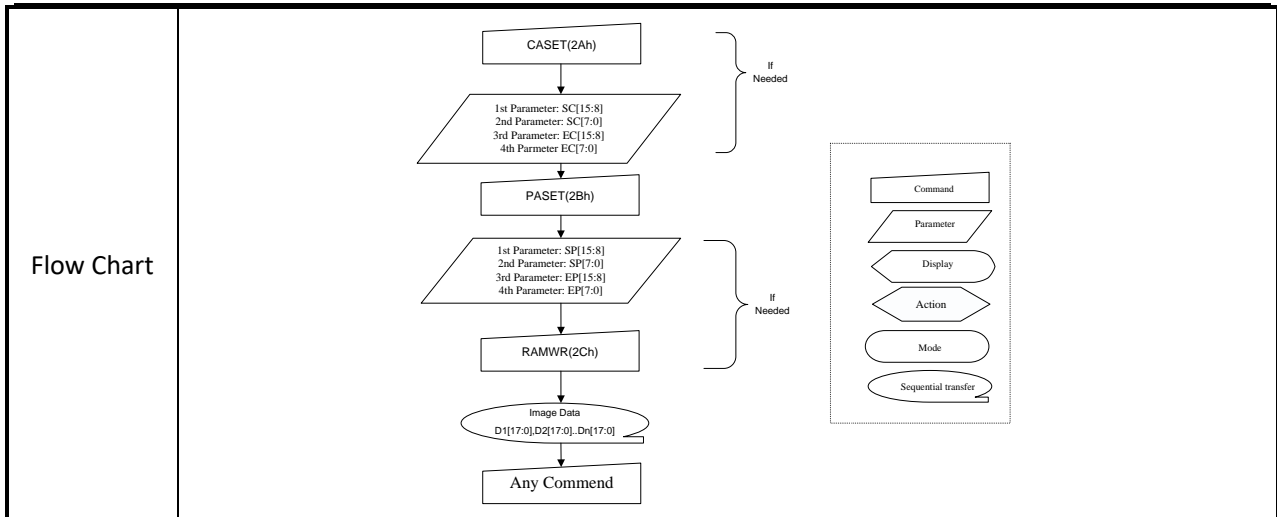 Flow Chart
CASET(2Ah)
If
Needed
1st Parameter: SC[15:8]
2nd Parameter: SC[7:0]
3rd Parameter: EC[15:8]
4th Parmeter EC[7:0]
PASET(2Bh)
1st Parameter: SP[15:8]
2nd Parameter: SP[7:0]
3rd Parameter: EP[15:8]
4th Parameter: EP[7:0]
If
Needed
RAMWR(2Ch)
Image Data
D1[17:0],D2[17:0]..Dn[17:0]
Any Commend
Command
Parameter
Display
Action
Mode
Sequential transfer